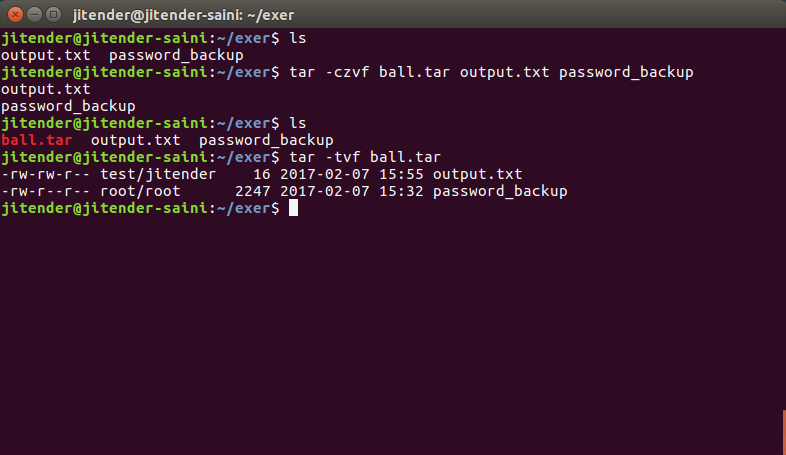 jitender@jitender-saini: ~/exer
jitender@jitender-saini:~/exer$ ls
output.txt  password_backup
jitender@jitender-saini:~/exer$ tar -czvf ball.tar output.txt password_backup
output.txt
password_backup
jitender@jitender-saini:~/exer$ ls
ball.tar  output.txt  password_backup
jitender@jitender-saini:~/exer$ tar -tvf ball.tar
-rw-rw-r-- test/jitender    16 2017-02-07 15:55 output.txt
-rw-r--r-- root/root      2247 2017-02-07 15:32 password_backup
jitender@jitender-saini:~/exer$